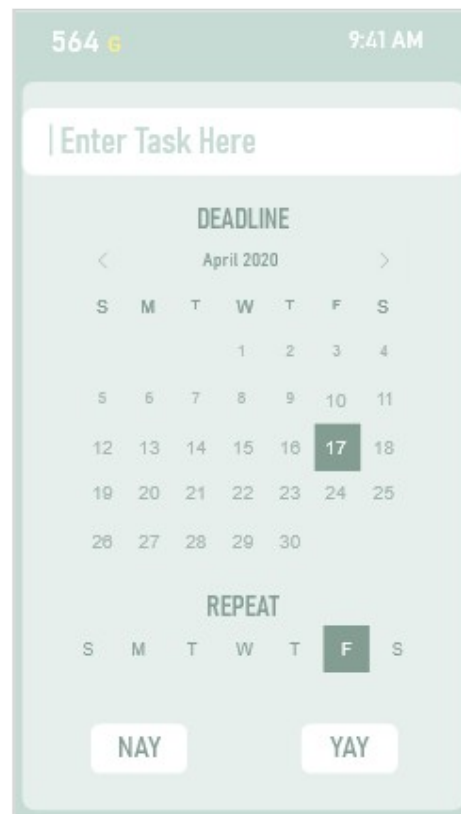 564 G 9:41 AM
Enter Task Here
DEADLINE
< April 2020 >
S M T W T F S
1 2 3 4
5 6 7 8 9 10 11
12 13 14 15 16 17 18
19 20 21 22 23 24 25
26 27 28 29 30
REPEAT
S M T W T F S
NAY YAY